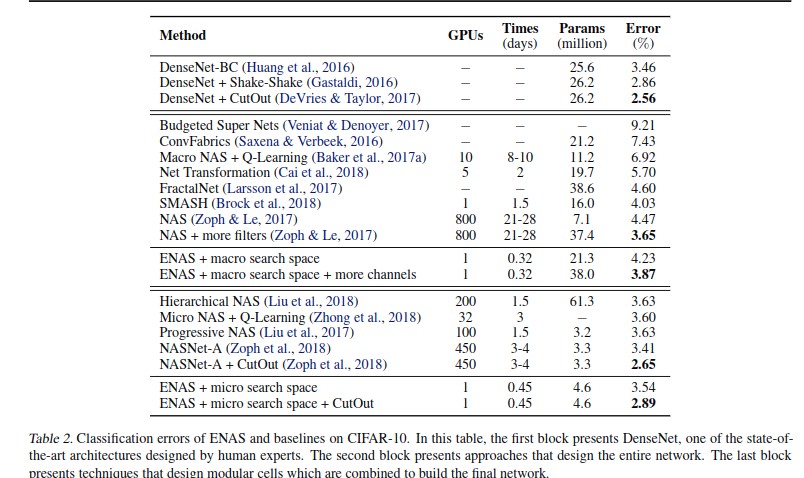 Method GPUs Times (days) Params (million) Error (%)
DenseNet-BC (Huang et al., 2016) – – 25.6 3.46
DenseNet + Shake-Shake (Gastaldi, 2016) – – 26.2 2.86
DenseNet + CutOut (DeVries & Taylor, 2017) – – 26.2 2.56
Budgeted Super Nets (Veniat & Denoyer, 2017) – – – 9.21
ConvFabrics (Saxena & Verbeek, 2016) – – 21.2 7.43
Macro NAS + Q-Learning (Baker et al., 2017a) 10 8-10 11.2 6.92
Net Transformation (Cai et al., 2018) 5 2 19.7 5.70
FractalNet (Larsson et al., 2017) – – 38.6 4.60
SMASH (Brock et al., 2018) 1 1.5 16.0 4.03
NAS (Zoph & Le, 2017) 800 21-28 7.1 4.47
NAS + more filters (Zoph & Le, 2017) 800 21-28 37.4 3.65
ENAS + macro search space 1 0.32 21.3 4.23
ENAS + macro search space + more channels 1 0.32 38.0 3.87
Hierarchical NAS (Liu et al., 2018) 200 1.5 61.3 3.63
Micro NAS + Q-Learning (Zhong et al., 2018) 32 3 – 3.60
Progressive NAS (Liu et al., 2017) 100 1.5 3.2 3.63
NASNet-A (Zoph et al., 2018) 450 3-4 3.3 3.41
NASNet-A + CutOut (Zoph et al., 2018) 450 3-4 3.3 2.65
ENAS + micro search space 1 0.45 4.6 3.54
ENAS + micro search space + CutOut 1 0.45 4.6 2.89
Table 2. Classification errors of ENAS and baselines on CIFAR-10. In this table, the first block presents DenseNet, one of the state-of-
the-art architectures designed by human experts. The second block presents approaches that design the entire network. The last block
presents techniques that design modular cells which are combined to build the final network.